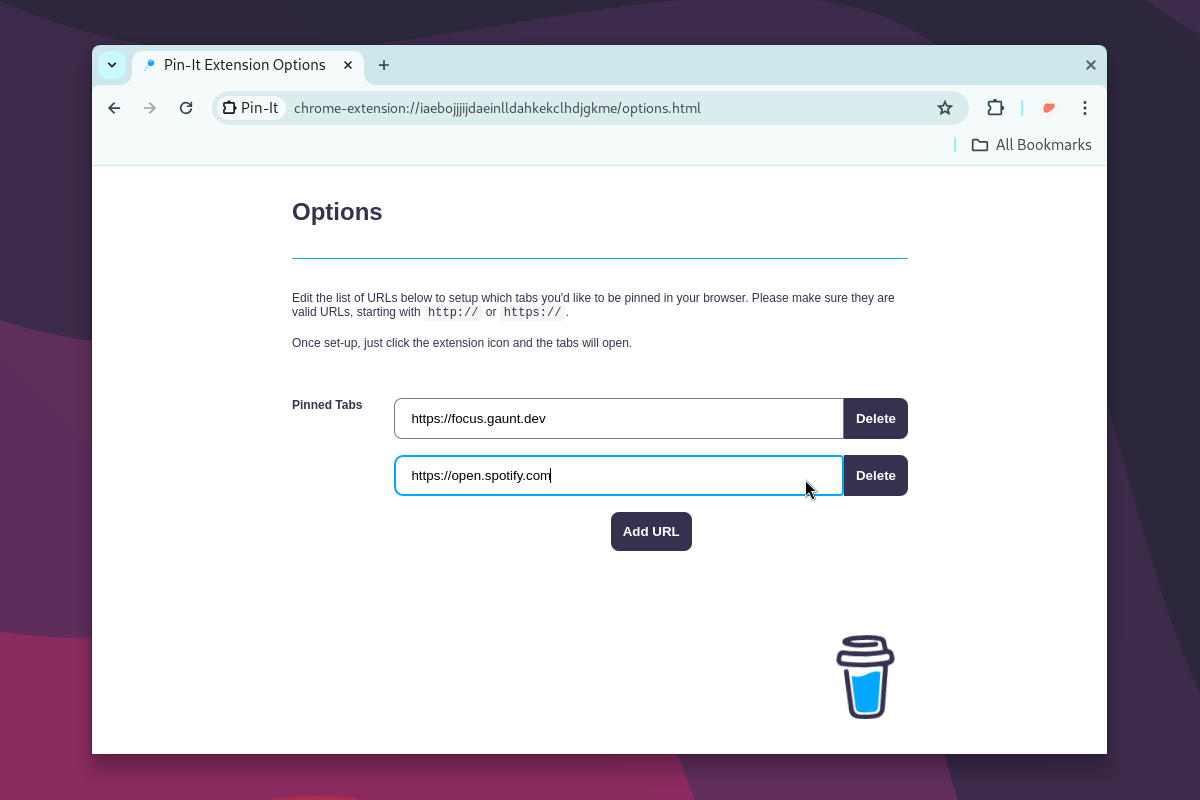 Pin-It Extension Options
Pin-It
chrome-extension://iaebojjjijdaeinlldahkekclhdjgkme/options.html
All Bookmarks
Options
Edit the list of URLs below to setup which tabs you'd like to be pinned in your browser. Please make sure they are
valid URLs, starting with http:// or https://.
Once set-up, just click the extension icon and the tabs will open.
Pinned Tabs
https://focus.gaunt.dev Delete
https://open.spotify.com Delete
Add URL